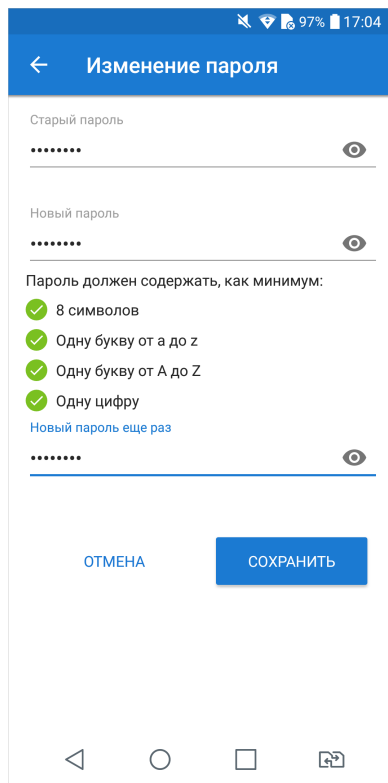 97% 17:04
Изменение пароля
Старый пароль
••••••••
Новый пароль
••••••••
Пароль должен содержать, как минимум:
8 символов
Одну букву от a до z
Одну букву от A до Z
Одну цифру
Новый пароль еще раз
••••••••
ОТМЕНА СОХРАНИТЬ